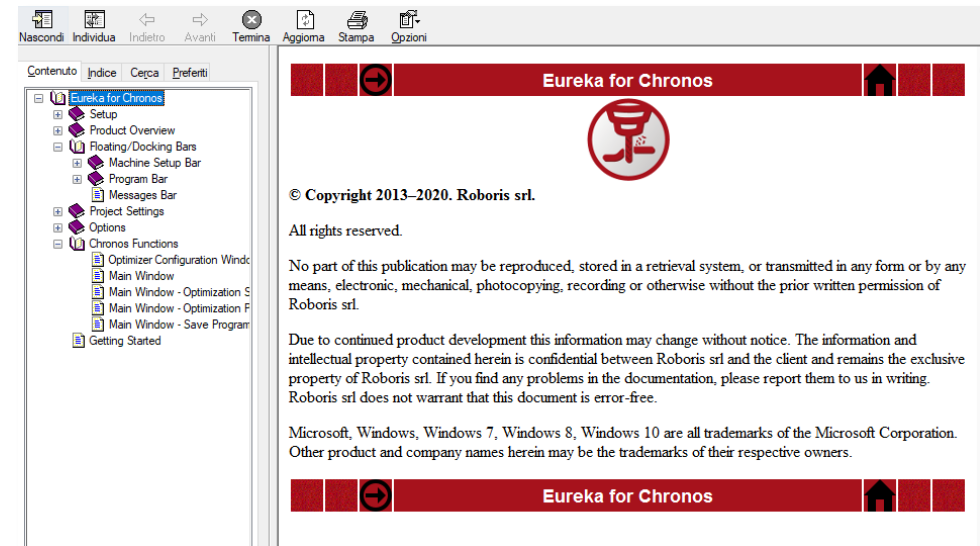 Nascondi Individua Indietro Avanti Termina Aggiorna Stampa Opzioni
Contenuto Indice Cerca Preferiti
Eureka for Chronos
Setup
Product Overview
Floating/Docking Bars
Machine Setup Bar
Program Bar
Messages Bar
Project Settings
Options
Chronos Functions
Optimizer Configuration Windo
Main Window
Main Window - Optimization S
Main Window - Optimization P
Main Window - Save Program
Getting Started
Eureka for Chronos
© Copyright 2013–2020. Roboris srl.
All rights reserved.
No part of this publication may be reproduced, stored in a retrieval system, or transmitted in any form or by any
means, electronic, mechanical, photocopying, recording or otherwise without the prior written permission of
Roboris srl.
Due to continued product development this information may change without notice. The information and
intellectual property contained herein is confidential between Roboris srl and the client and remains the exclusive
property of Roboris srl. If you find any problems in the documentation, please report them to us in writing.
Roboris srl does not warrant that this document is error-free.
Microsoft, Windows, Windows 7, Windows 8, Windows 10 are all trademarks of the Microsoft Corporation.
Other product and company names herein may be the trademarks of their respective owners.
Eureka for Chronos